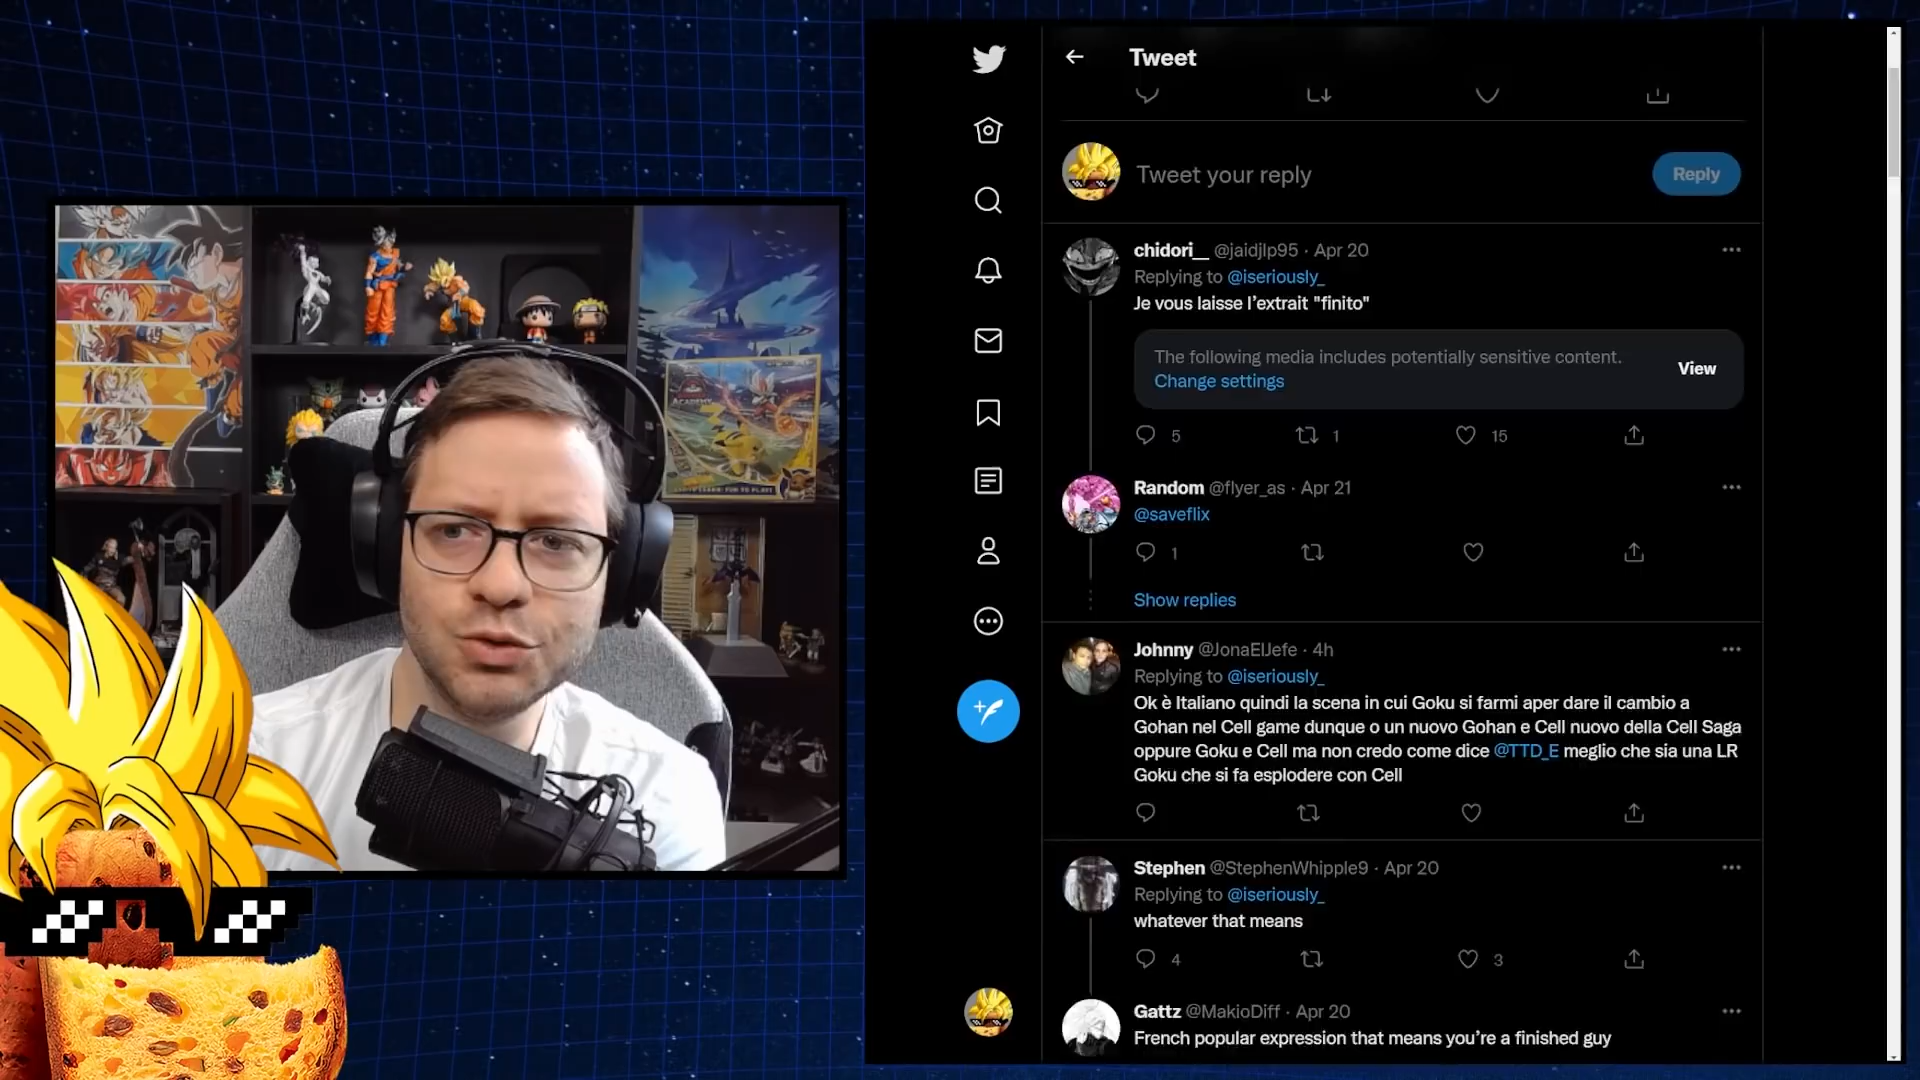 Tweet
Tweet your reply
Reply
chidori__ @jaidjlp95 · Apr 20
Replying to @iseriously_
Je vous laisse l'extrait "finito"
The following media includes potentially sensitive content.
Change settings
View
5 1 15
Random @flyer_as · Apr 21
@saveflix
1
Show replies
Johnny @JonaElJefe · 4h
Replying to @iseriously_
Ok è Italiano quindi la scena in cui Goku si farmi aper dare il cambio a
Gohan nel Cell game dunque o un nuovo Gohan e Cell nuovo della Cell Saga
oppure Goku e Cell ma non credo come dice @TTD_E meglio che sia una LR
Goku che si fa esplodere con Cell
Stephen @StephenWhipple9 · Apr 20
Replying to @iseriously_
whatever that means
4 3
Gattz @MakioDiff · Apr 20
French popular expression that means you're a finished guy
ACADEMY